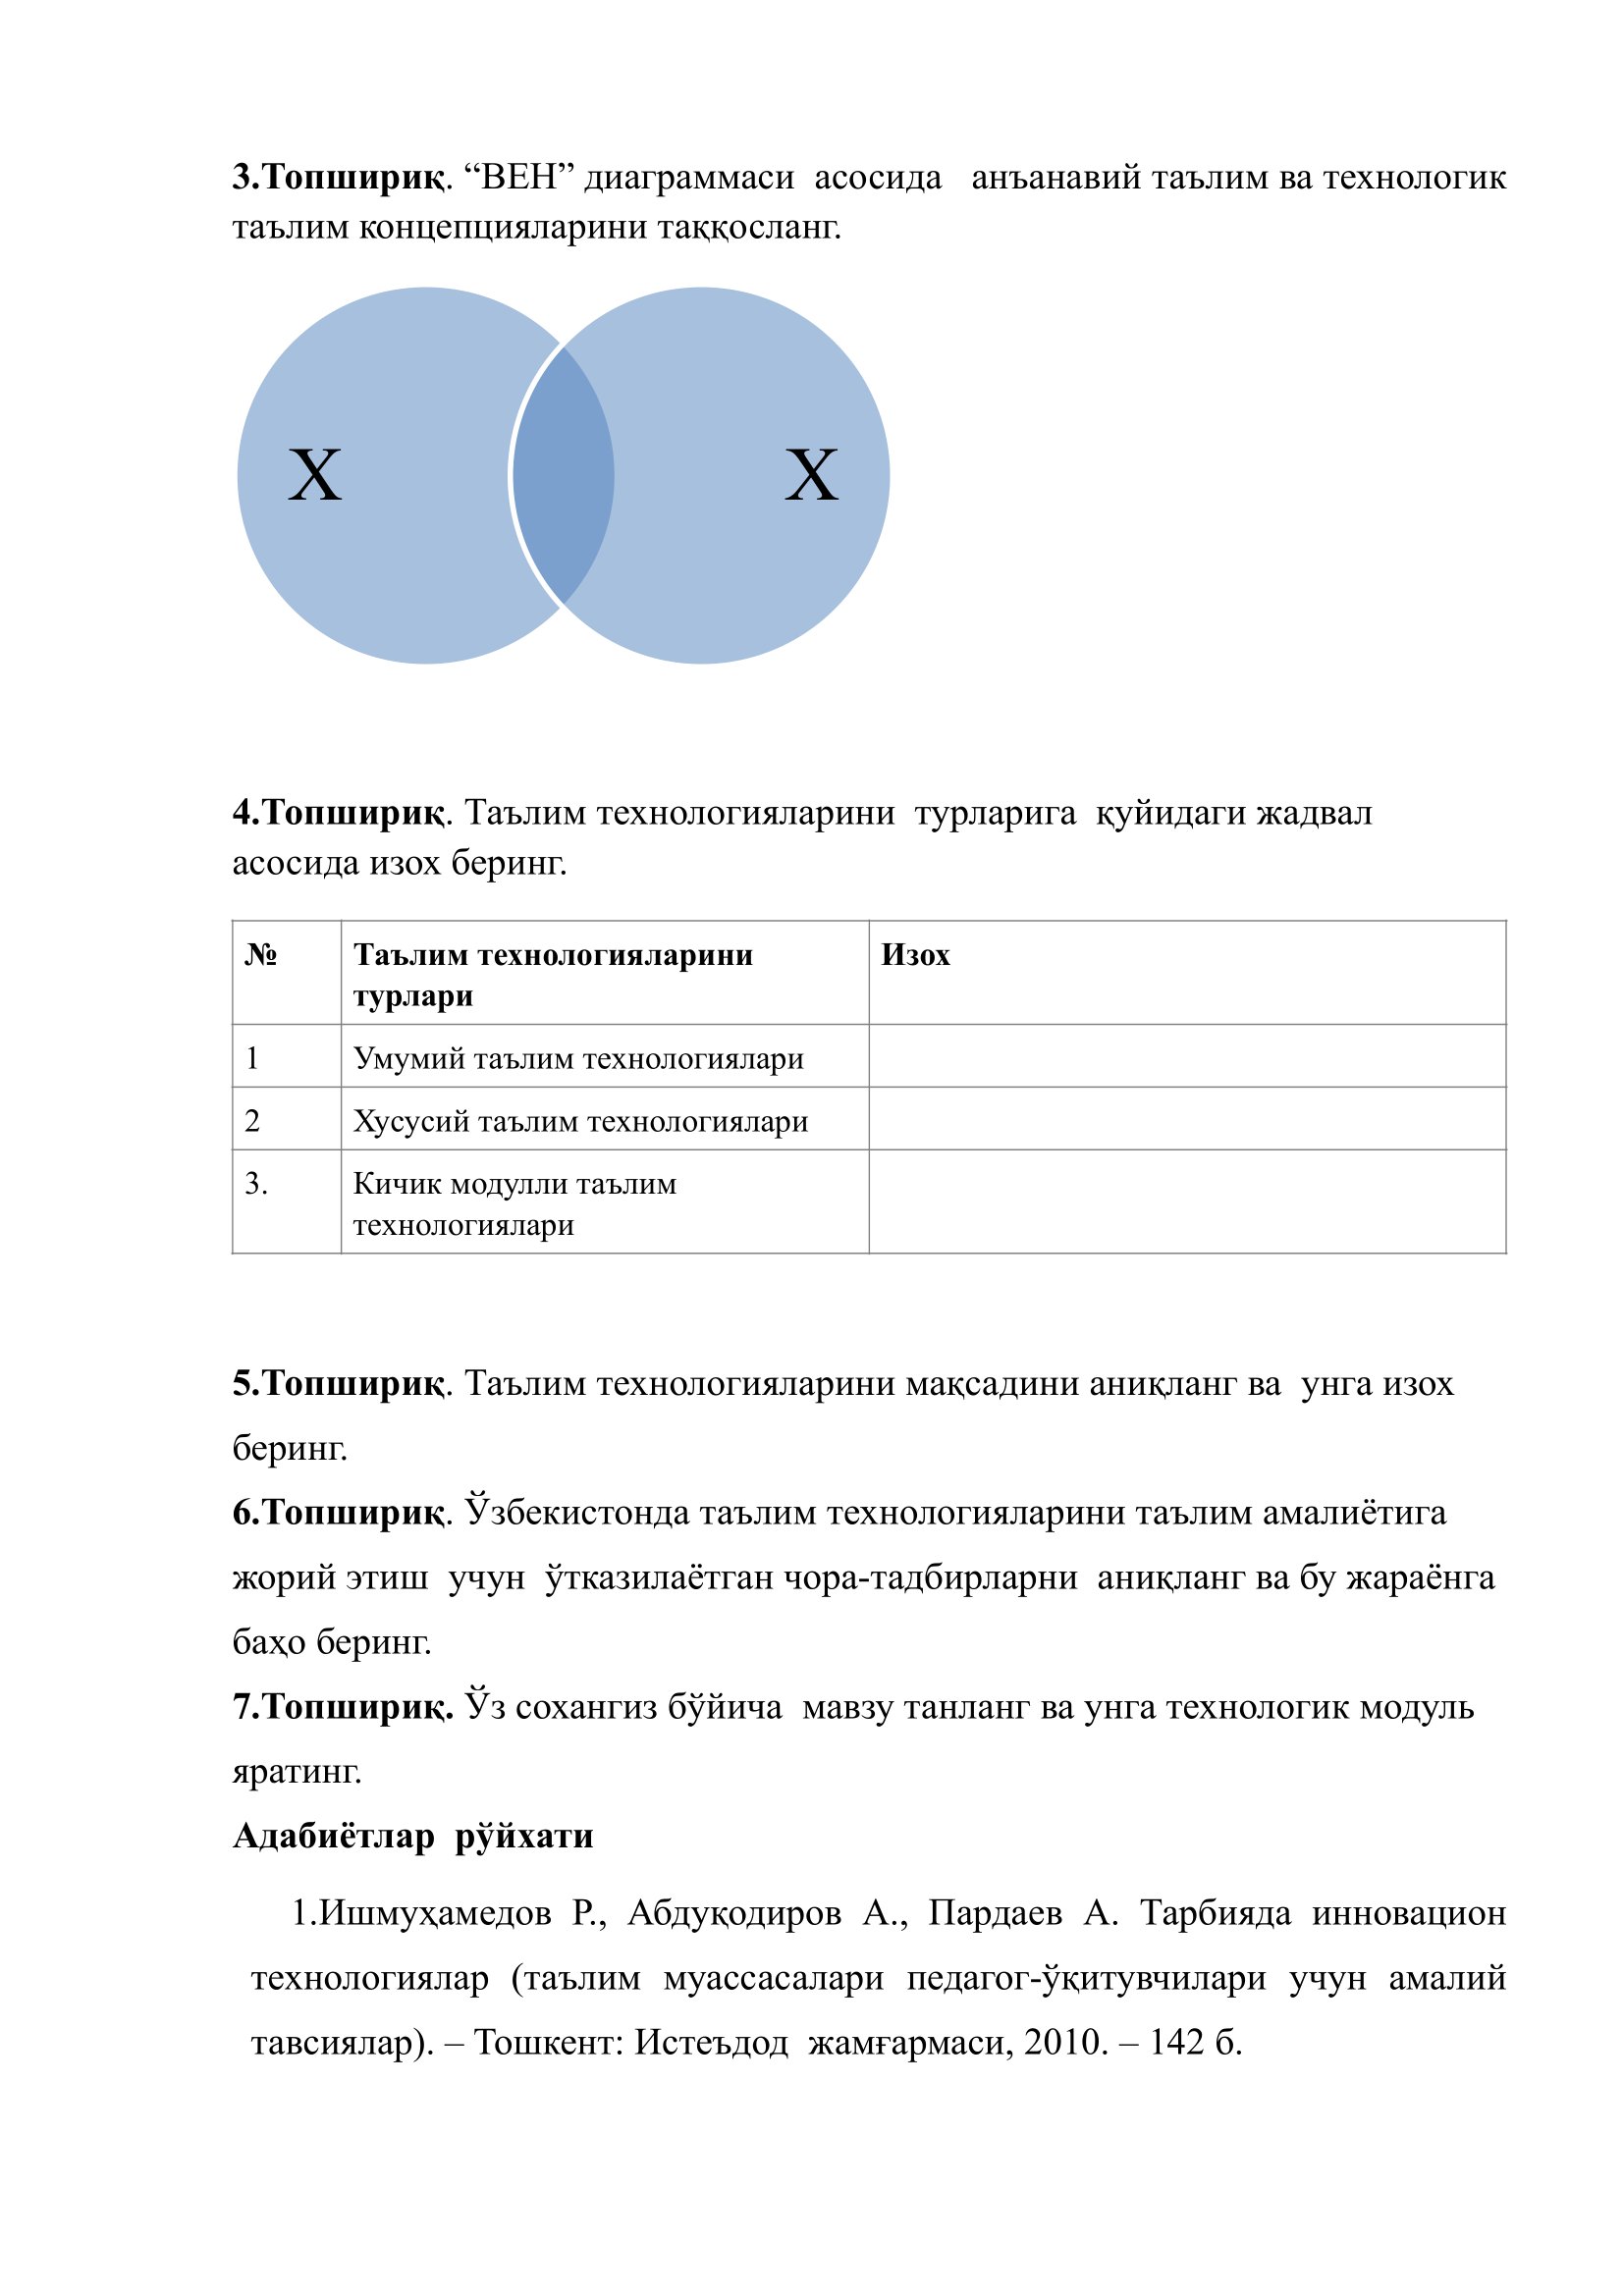 3.Топшириқ. “ВЕН” диаграммаси асосида анъанавий таълим ва технологик
таълим концепцияларини таққосланг.
X X
4.Топшириқ. Таълим технологияларини турларига қуйидаги жадвал
асосида изох беринг.
№ Таълим технологияларини Изох
турлари
1 Умумий таълим технологиялари
2 Хусусий таълим технологиялари
3. Кичик модулли таълим
технологиялари
5.Топшириқ. Таълим технологияларини мақсадини аниқланг ва унга изох
беринг.
6.Топшириқ. Ўзбекистонда таълим технологияларини таълим амалиётига
жорий этиш учун ўтказилаётган чора-тадбирларни аниқланг ва бу жараёнга
баҳо беринг.
7.Топшириқ. Ўз сохангиз бўйича мавзу танланг ва унга технологик модуль
яратинг.
Адабиётлар рўйхати
1.Ишмуҳамедов Р., Абдуқодиров А., Пардаев А. Тарбияда инновацион
технологиялар (таълим муассасалари педагог-ўқитувчилари учун амалий
тавсиялар). – Тошкент: Истеъдод жамғармаси, 2010. – 142 б.